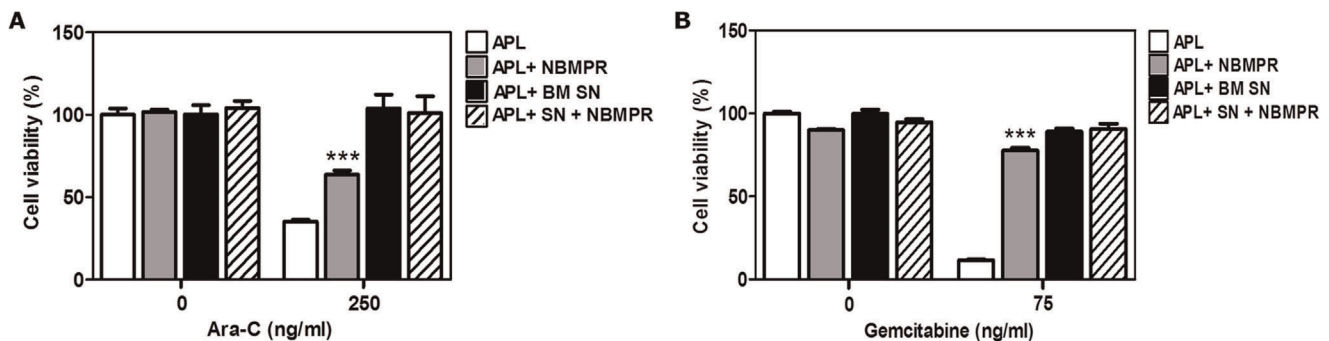 A
Cell viability (%)
150
100
50
0
***
0
250
Ara-C (ng/ml)
APL
APL+ NBMPR
APL+ BM SN
APL+ SN + NBMPR
B
Cell viability (%)
150
100
50
0
***
0
75
Gemcitabine (ng/ml)
APL
APL+ NBMPR
APL+ BM SN
APL+ SN + NBMPR